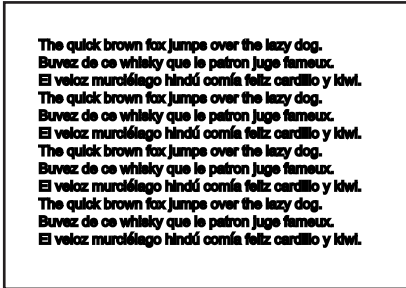 The quick brown fox jumps over the lazy dog.
Buvez de ce whisky que le patron juge fameux.
El veloz murciélago hindú comía feliz cardillo y kiwi.
The quick brown fox jumps over the lazy dog.
Buvez de ce whisky que le patron juge fameux.
El veloz murciélago hindú comía feliz cardillo y kiwi.
The quick brown fox jumps over the lazy dog.
Buvez de ce whisky que le patron juge fameux.
El veloz murciélago hindú comía feliz cardillo y kiwi.
The quick brown fox jumps over the lazy dog.
Buvez de ce whisky que le patron juge fameux.
El veloz murciélago hindú comía feliz cardillo y kiwi.